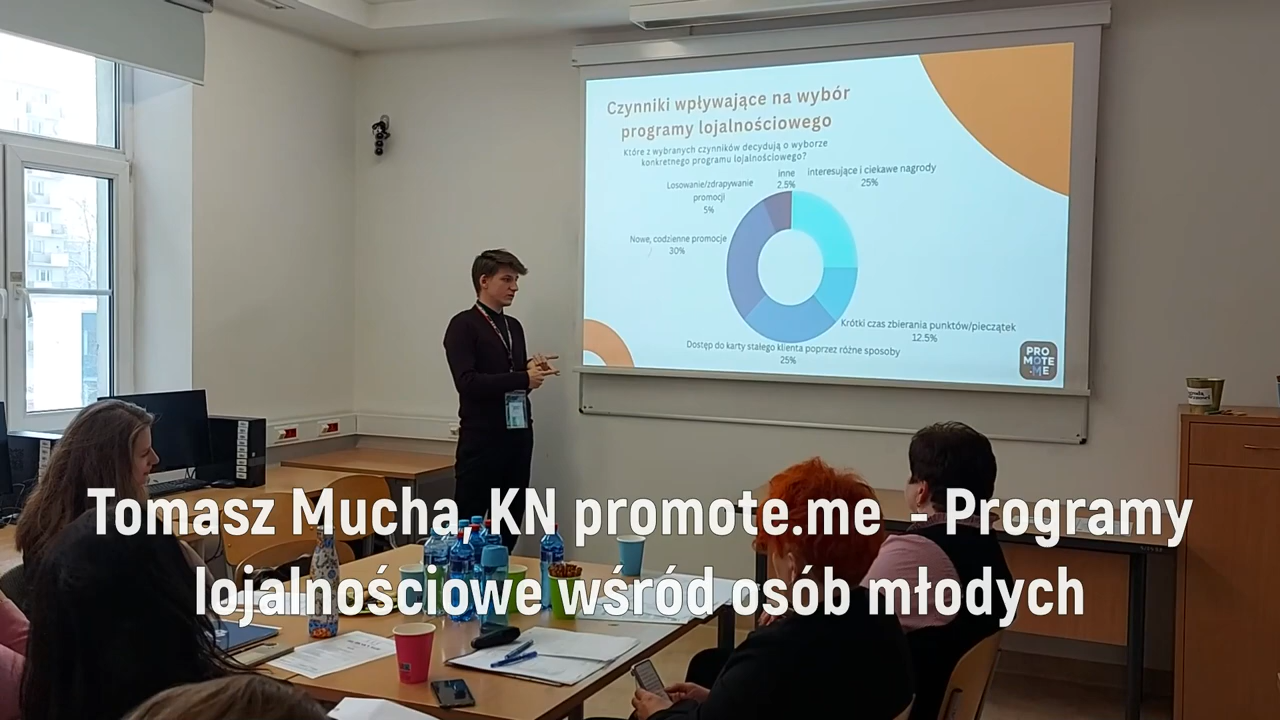 Czynniki wpływające na wybór
programy lojalnościowego
Które z wybranych czynników decydują o wyborze
konkretnego programu lojalnościowego?
inne
2.5%
interesujące i ciekawe nagrody
25%
Losowanie/zdrapywanie
promocji
5%
Nowe, codzienne promocje
30%
Krótki czas zbierania punktów/pieczątek
12.5%
Dostęp do karty stałego klienta poprzez różne sposoby
25%
PRO
MOTE
.ME
Tomasz Mucha, KN promote.me - Programy
lojalnościowe wśród osób młodych